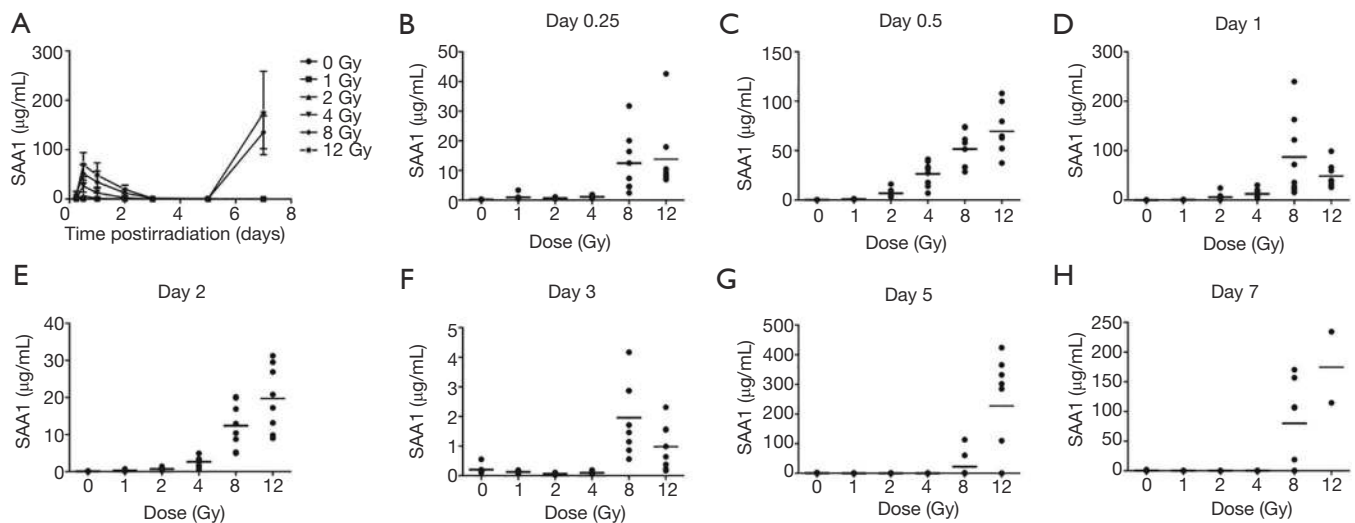 A
SAA1 (μg/mL)
300
200
100
0
0 2 4 6 8
Time postirradiation (days)
0 Gy
1 Gy
2 Gy
4 Gy
8 Gy
12 Gy
B
Day 0.25
SAA1 (μg/mL)
50
40
30
20
10
0
0 1 2 4 8 12
Dose (Gy)
C
Day 0.5
SAA1 (μg/mL)
150
100
50
0
0 1 2 4 8 12
Dose (Gy)
D
Day 1
SAA1 (μg/mL)
300
200
100
0
0 1 2 4 8 12
Dose (Gy)
E
Day 2
SAA1 (μg/mL)
40
30
20
10
0
0 1 2 4 8 12
Dose (Gy)
F
Day 3
SAA1 (μg/mL)
5
4
3
2
1
0
0 1 2 4 8 12
Dose (Gy)
G
Day 5
SAA1 (μg/mL)
500
400
300
200
100
0
0 1 2 4 8 12
Dose (Gy)
H
Day 7
SAA1 (μg/mL)
250
200
150
100
50
0
0 1 2 4 8 12
Dose (Gy)